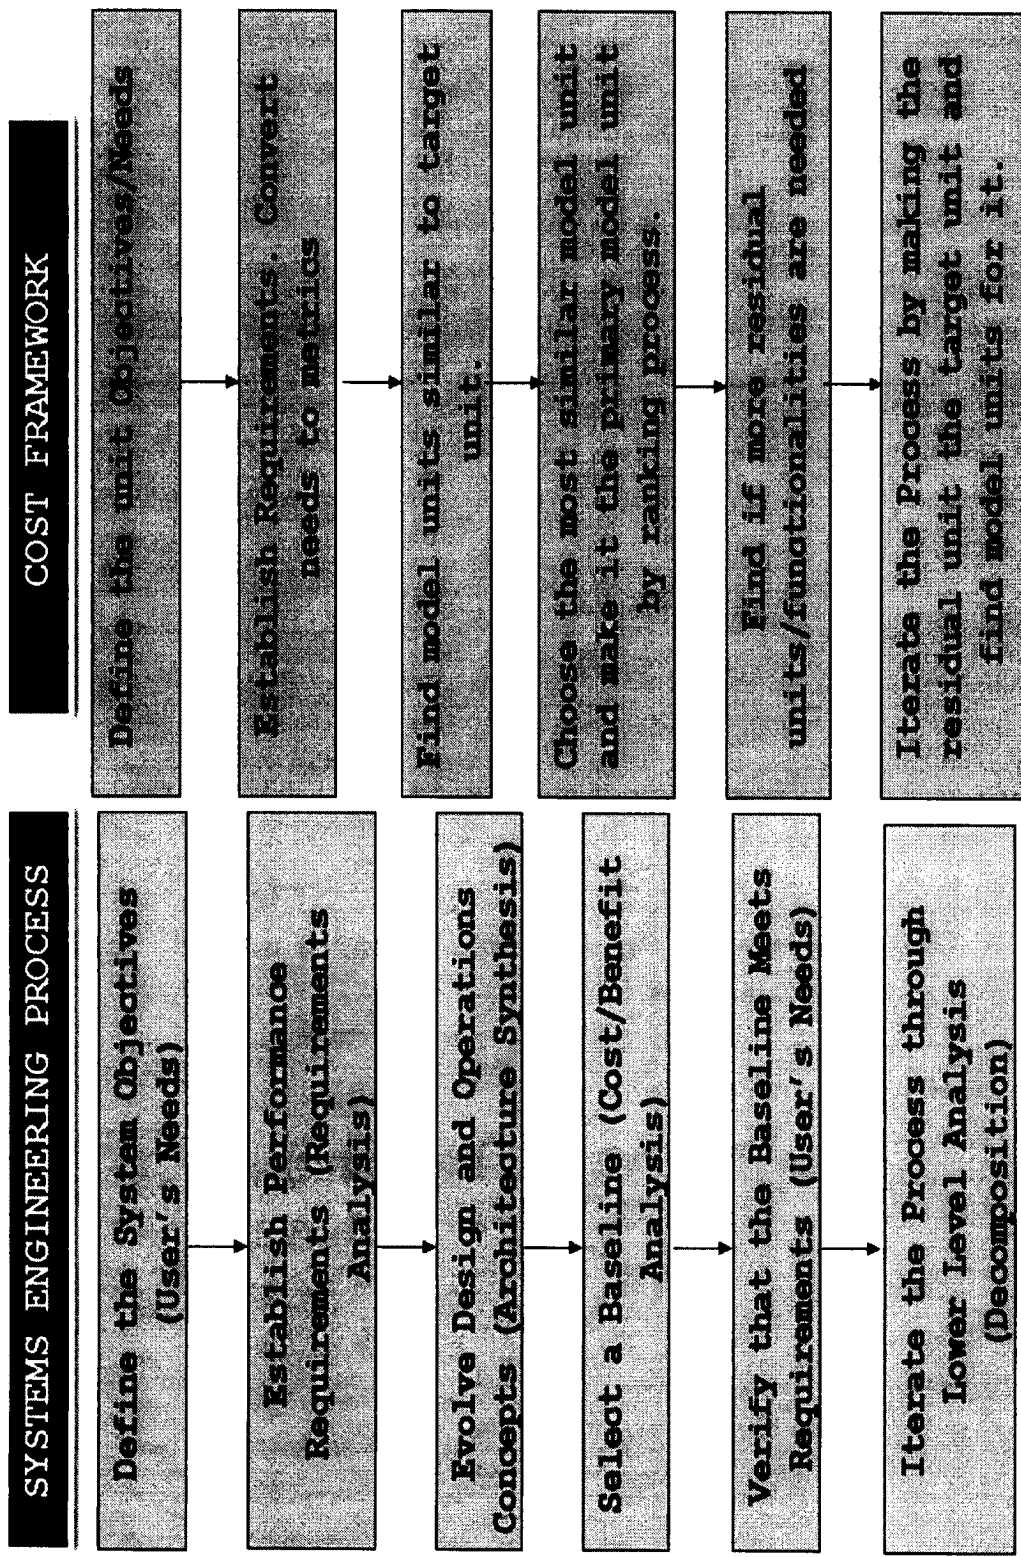 SYSTEMS ENGINEERING PROCESS
Define the System Objectives
(User's Needs)
Establish Performance
Requirements (Requirements
Analysis)
Evolve Design and Operations
Concepts (Architecture Synthesis)
Select a Baseline (Cost/Benefit
Analysis)
Verify that the Baseline Meets
Requirements (User's Needs)
Iterate the Process through
Lower Level Analysis
(Decomposition)
COST FRAMEWORK
Define the unit Objectives/Needs
Establish Requirements. Convert
needs to metrics
Find model units similar to target
unit.
Choose the most similar model unit
and make it the primary model unit
by ranking process.
Find if more residual
units/functionalities are needed
Iterate the Process by making the
residual unit the target unit and
find model units for it.